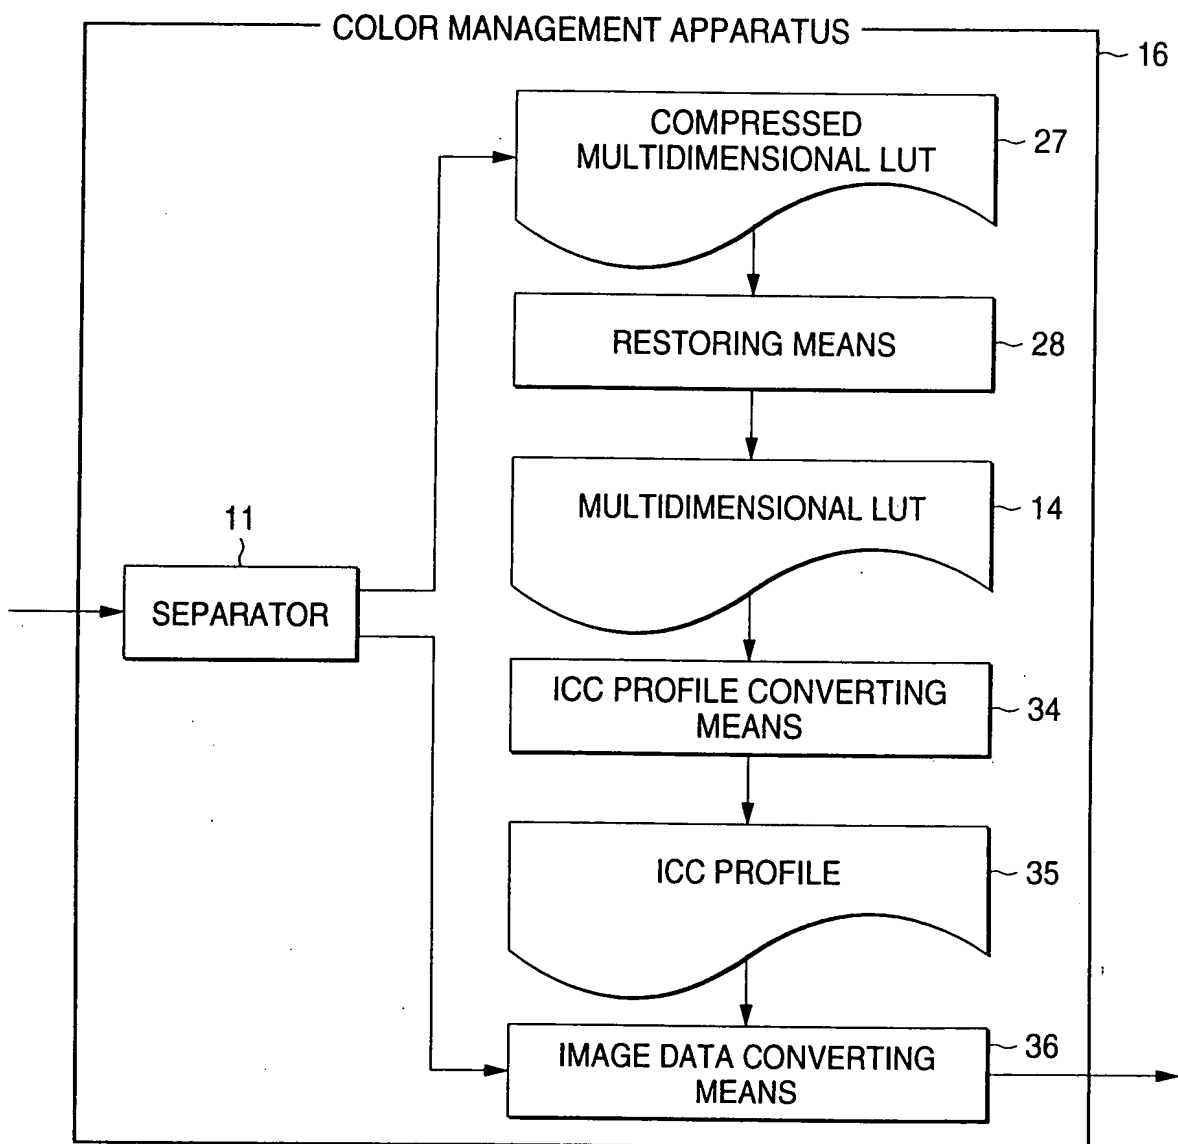 COLOR MANAGEMENT APPARATUS
16
COMPRESSED
MULTIDIMENSIONAL LUT
27
RESTORING MEANS
28
MULTIDIMENSIONAL LUT
14
11
SEPARATOR
ICC PROFILE CONVERTING
MEANS
34
ICC PROFILE
35
IMAGE DATA CONVERTING
MEANS
36